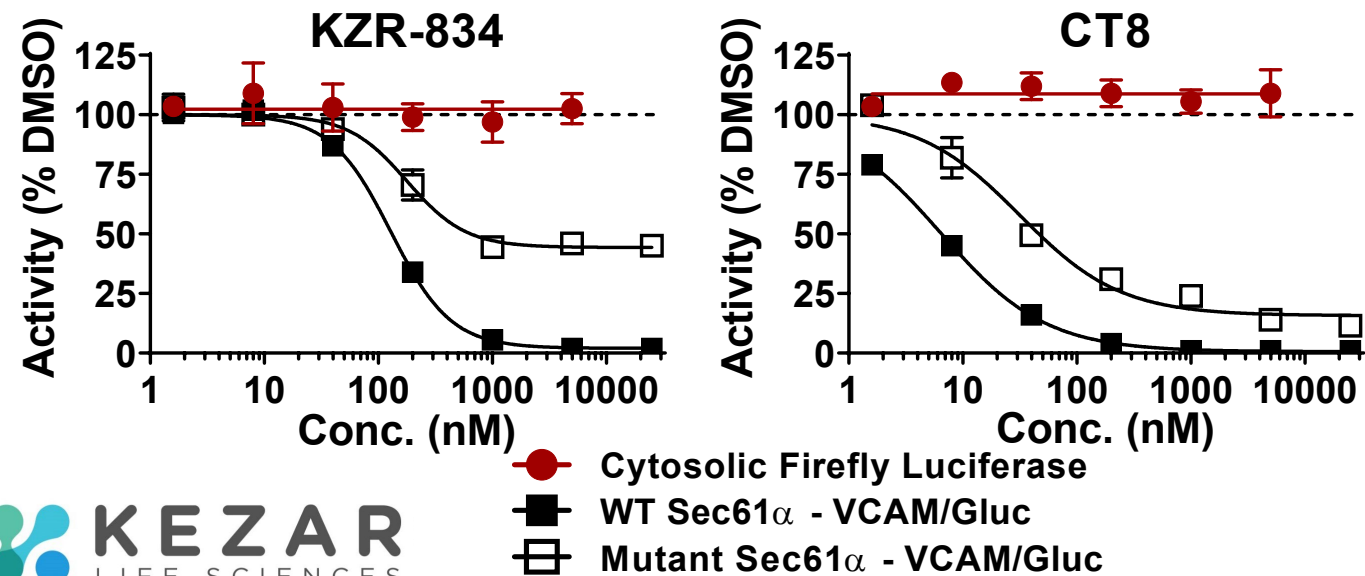 KZR-834
Activity (% DMSO)
125
100
75
50
25
0
1 10 100 1000 10000
Conc. (nM)
CT8
Activity (% DMSO)
125
100
75
50
25
0
1 10 100 1000 10000
Conc. (nM)
Cytosolic Firefly Luciferase
WT Sec61α - VCAM/Gluc
Mutant Sec61α - VCAM/Gluc
KEZAR
LIFE SCIENCES